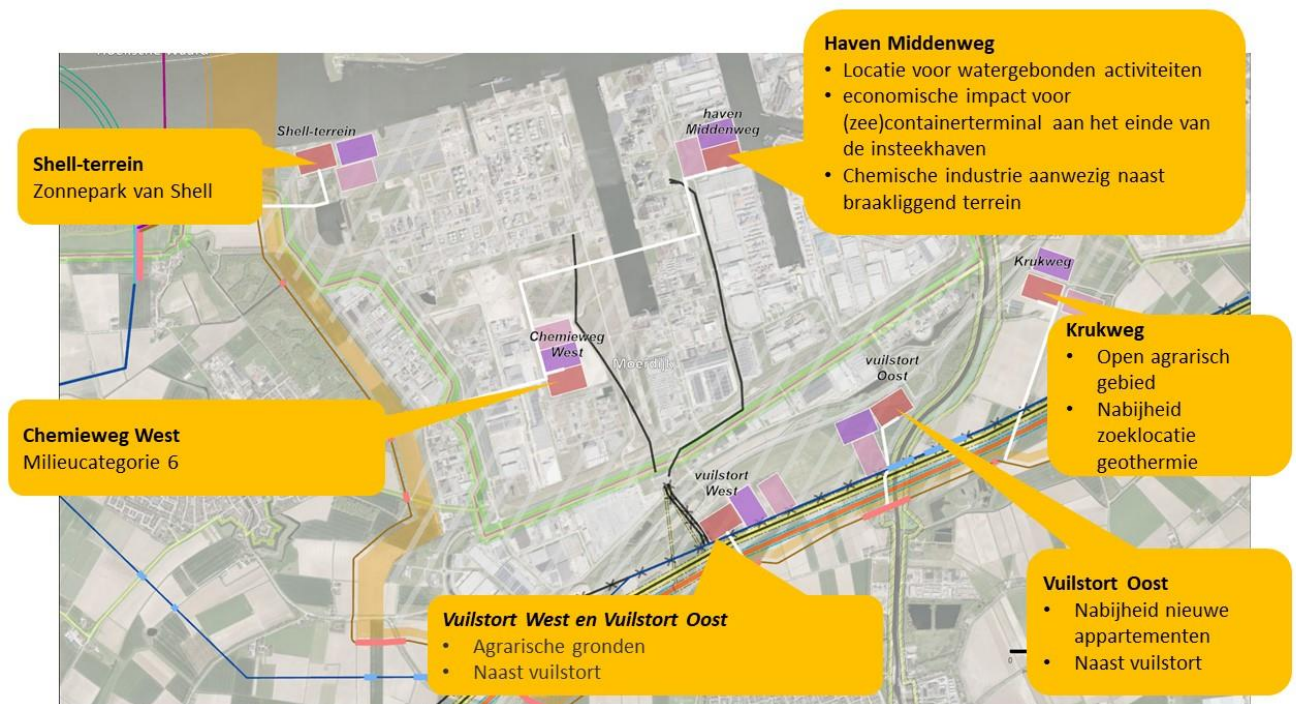 Haven Middenweg
• Locatie voor watergebonden activiteiten
• economische impact voor
(zee)containerterminal aan het einde van
de insteekhaven
• Chemische industrie aanwezig naast
braakliggend terrein
Shell-terrein
Zonnepark van Shell
Shell-terrein
haven
Middenweg
Krukweg
Krukweg
• Open agrarisch
gebied
• Nabijheid
zoeklocatie
geothermie
Chemieweg
West
Moerdijk
vuilstort
Oost
Chemieweg West
Milieucategorie 6
vuilstort
West
Vuilstort West en Vuilstort Oost
• Agrarische gronden
• Naast vuilstort
Vuilstort Oost
• Nabijheid nieuwe
appartementen
• Naast vuilstort
0